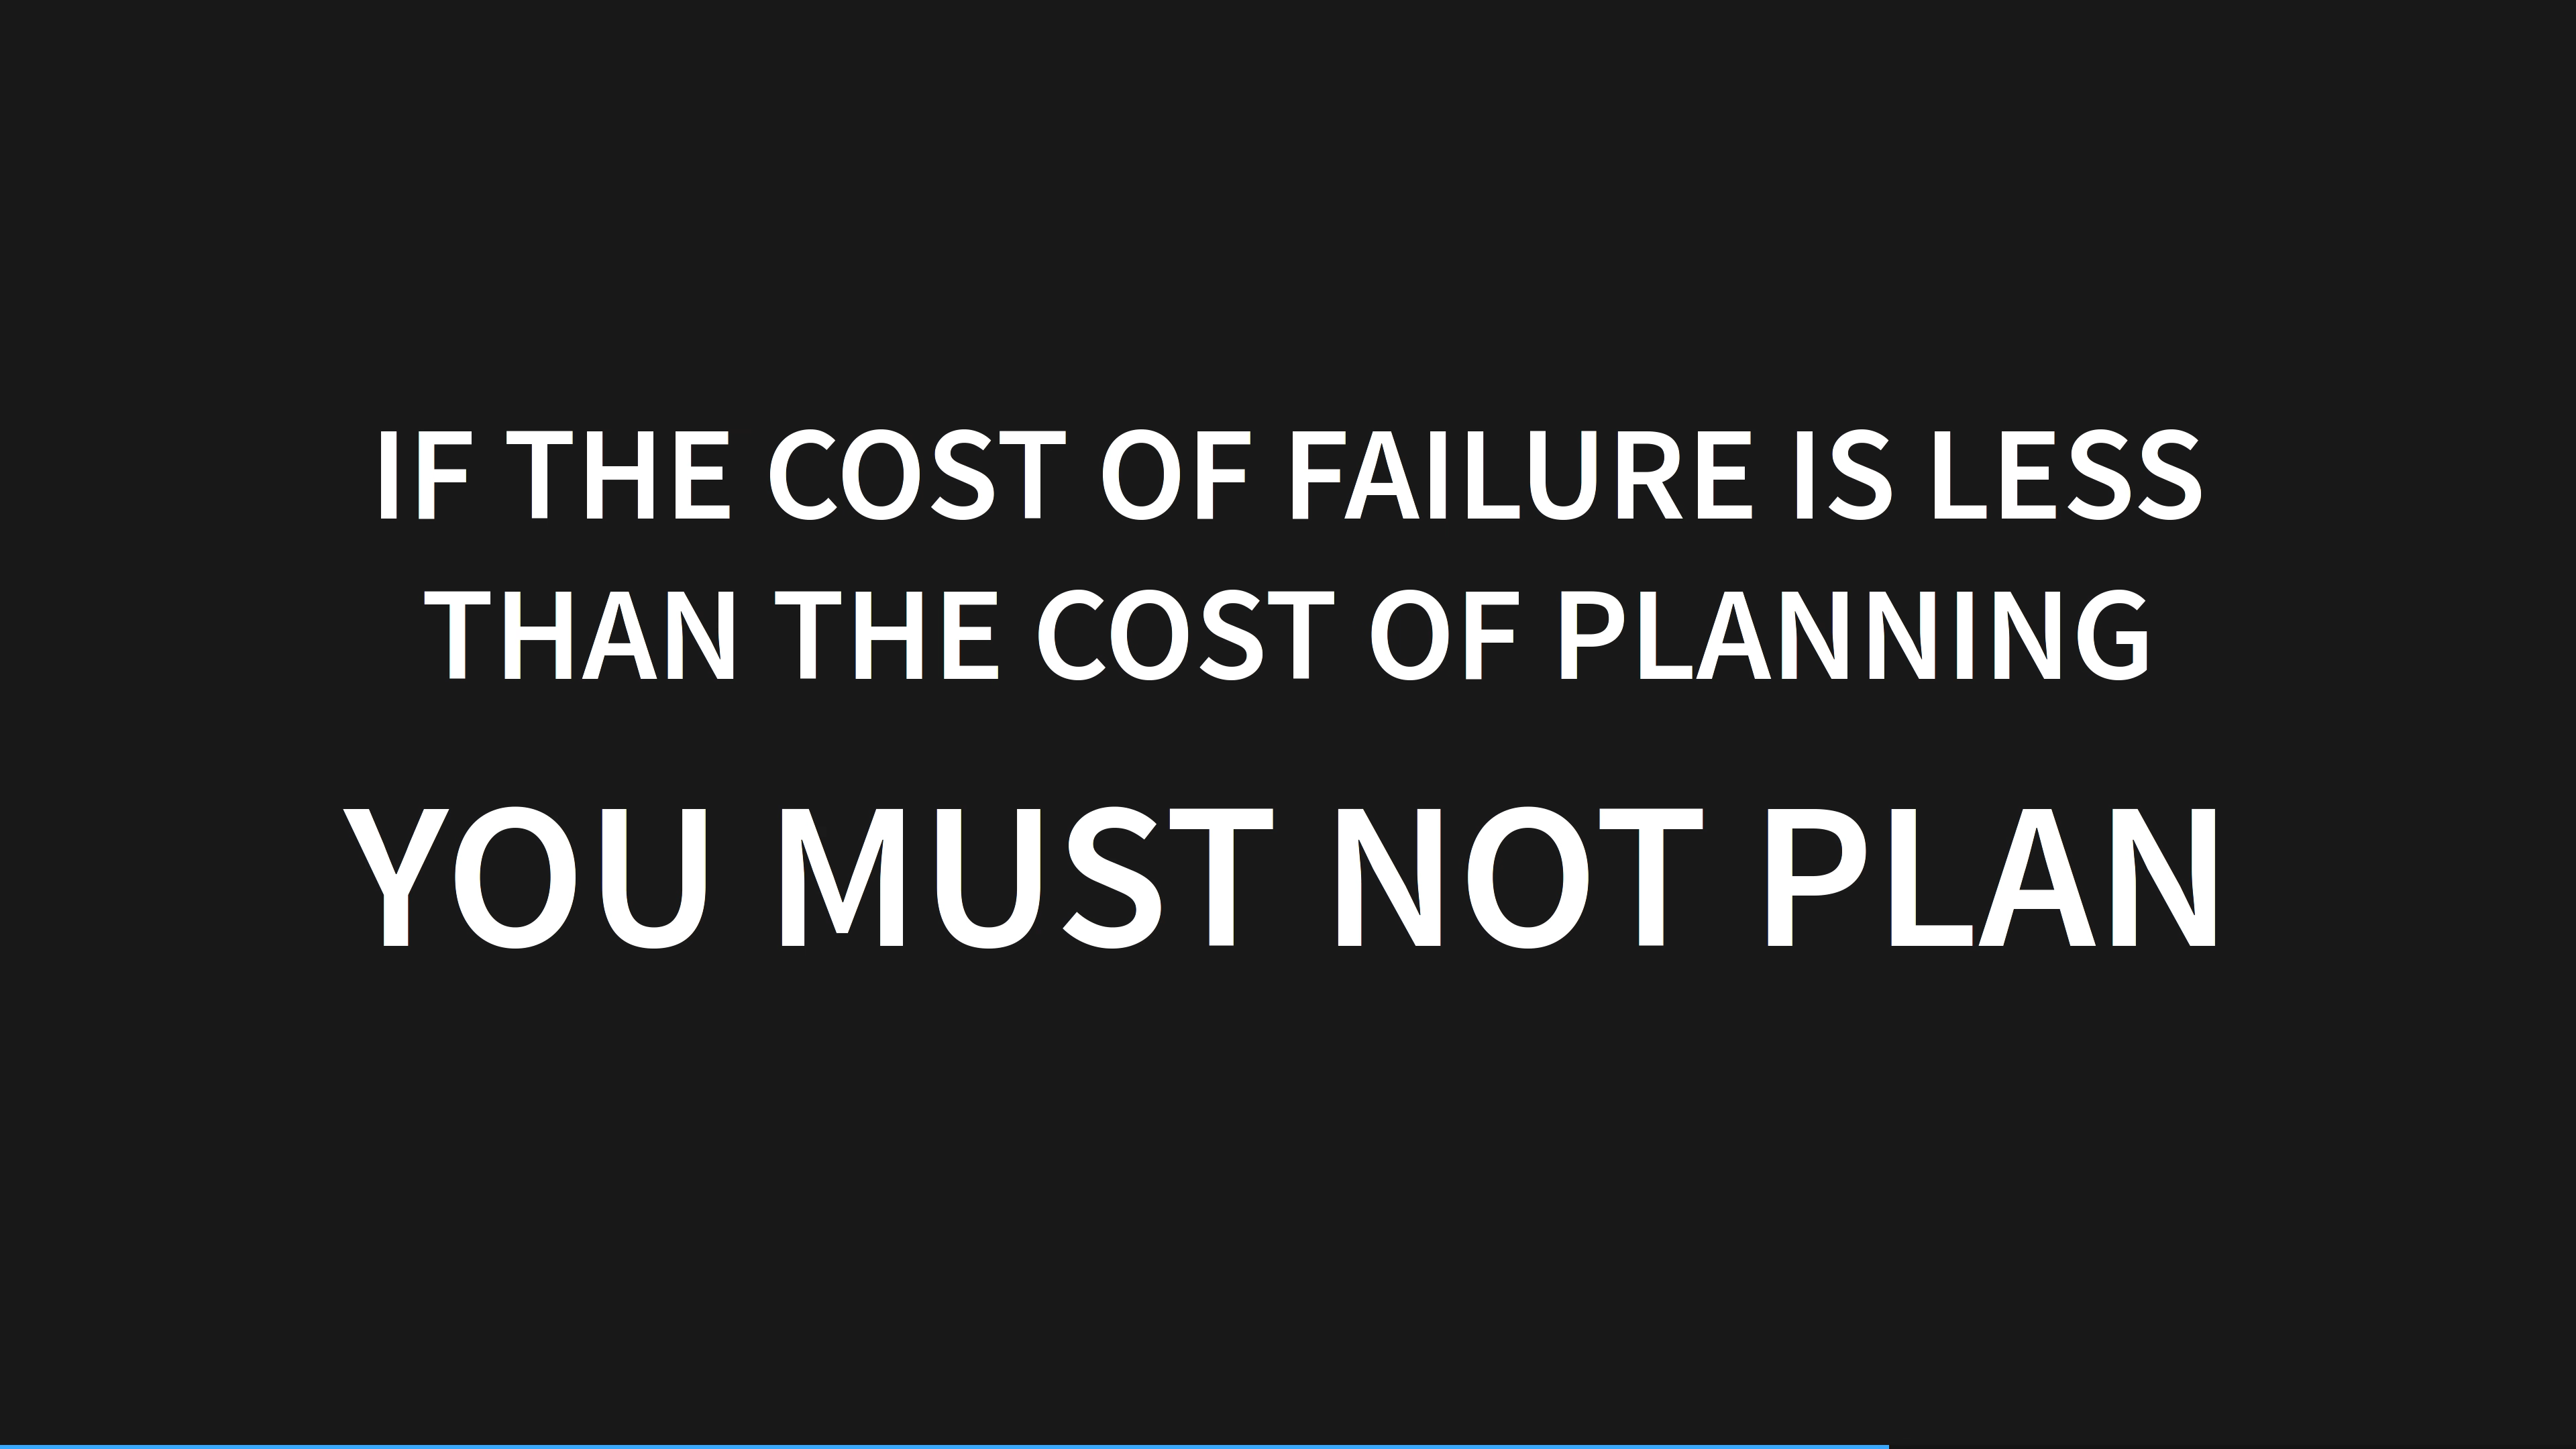 IF THE COST OF FAILURE IS LESS
THAN THE COST OF PLANNING
YOU MUST NOT PLAN